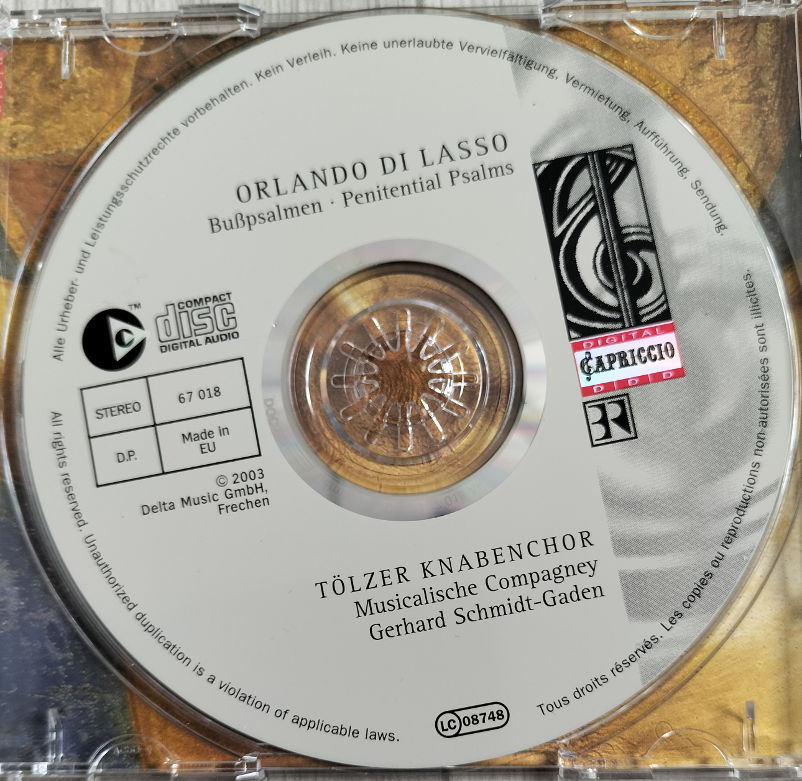 Alle Urheber- und Leistungsschutzrechte vorbehalten. Kein Verleih. Keine unerlaubte Vervielfältigung, Vermietung, Aufführung, Sendung.
ORLANDO DI LASSO
Bußpsalmen · Penitential Psalms
TM
COMPACT
disc
DIGITAL AUDIO
DIGITAL
CAPRICCIO
D D D
BR
STEREO
67 018
D.P.
Made in
EU
© 2003
Delta Music GmbH,
Frechen
TÖLZER KNABENCHOR
Musicalische Compagney
Gerhard Schmidt-Gaden
LC 08748
All rights reserved. Unauthorized duplication is a violation of applicable laws.
Tous droits réservés. Les copies ou reproductions non-autorisées sont illicites.